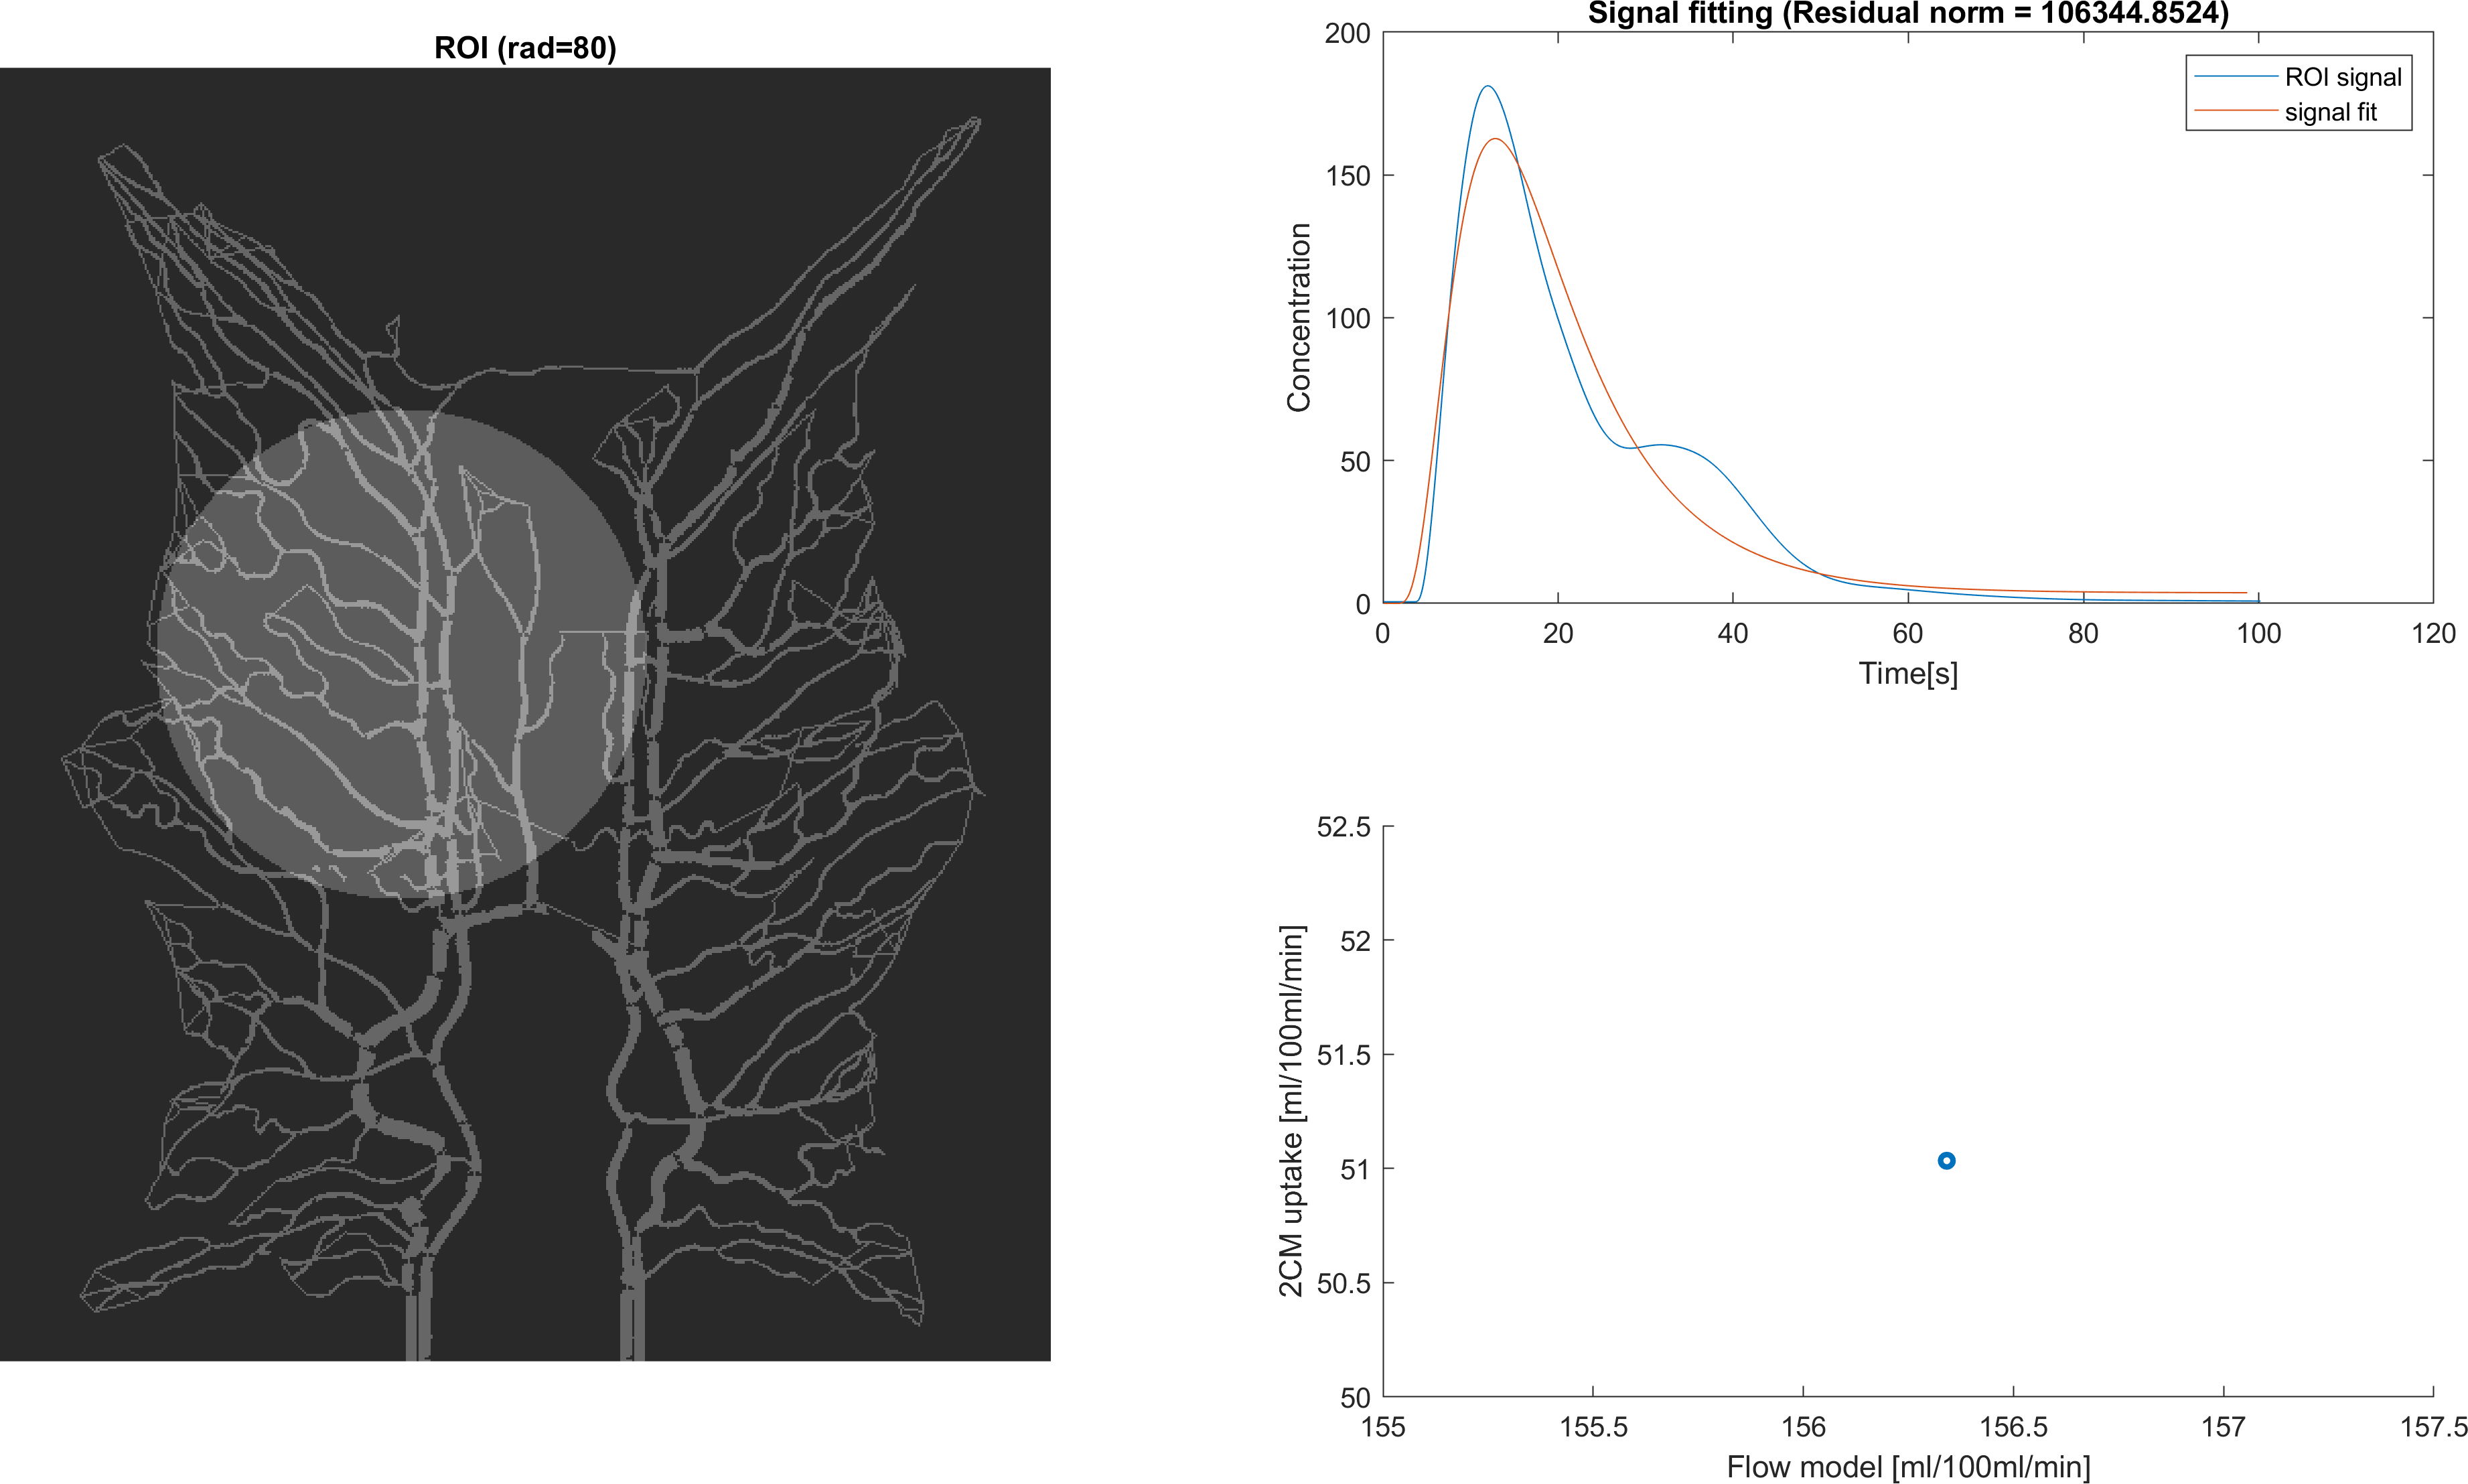 ROI (rad=80)
Signal fitting (Residual norm = 106344.8524)
200
150
100
50
0
Concentration
ROI signal
signal fit
0 20 40 60 80 100 120
Time[s]
52.5
52
51.5
51
50.5
50
2CM uptake [ml/100ml/min]
155 155.5 156 156.5 157 157.5
Flow model [ml/100ml/min]